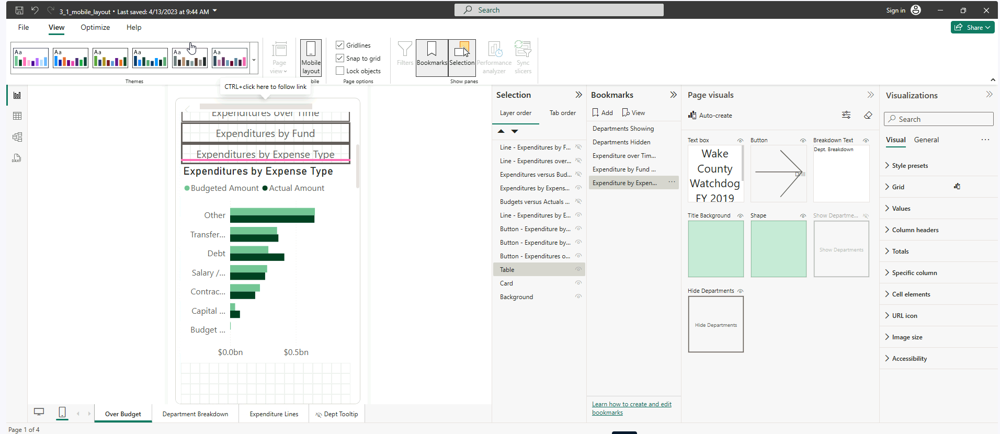 3_1_mobile_layout • Last saved: 4/13/2023 at 9:44 AM
Search
Sign in
File
View
Optimize
Help
Share
Aa
Aa
Aa
Aa
Aa
Aa
Themes
Page
view
Mobile
layout
Gridlines
Snap to grid
Lock objects
Page options
Filters
Bookmarks
Selection
Performance
analyzer
Sync
slicers
Show panes
CTRL+click here to follow link
Expenditures over Time
Expenditures by Fund
Expenditures by Expense Type
Expenditures by Expense Type
Budgeted Amount
Actual Amount
Other
Transfer...
Debt
Salary /...
Contrac...
Capital ...
Budget ...
$0.0bn
$0.5bn
Selection
Layer order
Tab order
Line - Expenditures by F...
Line - Expenditures over...
Expenditures versus Bud...
Expenditures by Expens...
Budgets versus Actuals ...
Line - Expenditures by E...
Button - Expenditure by...
Button - Expenditure by...
Button - Expenditures o...
Table
Card
Background
Bookmarks
Add
View
Departments Showing
Departments Hidden
Expenditure over Tim...
Expenditure by Fund ...
Expenditure by Expen...
Learn how to create and edit
bookmarks
Page visuals
Auto-create
Text box
Button
Breakdown Text
Wake
County
Watchdog
FY 2019
Drill
Dept. Breakdown
Title Background
Shape
Show Departme...
Show Departments
Hide Departments
Hide Departments
Visualizations
Search
Visual
General
Style presets
Grid
Values
Column headers
Totals
Specific column
Cell elements
URL icon
Image size
Accessibility
Over Budget
Department Breakdown
Expenditure Lines
Dept Tooltip
Page 1 of 4